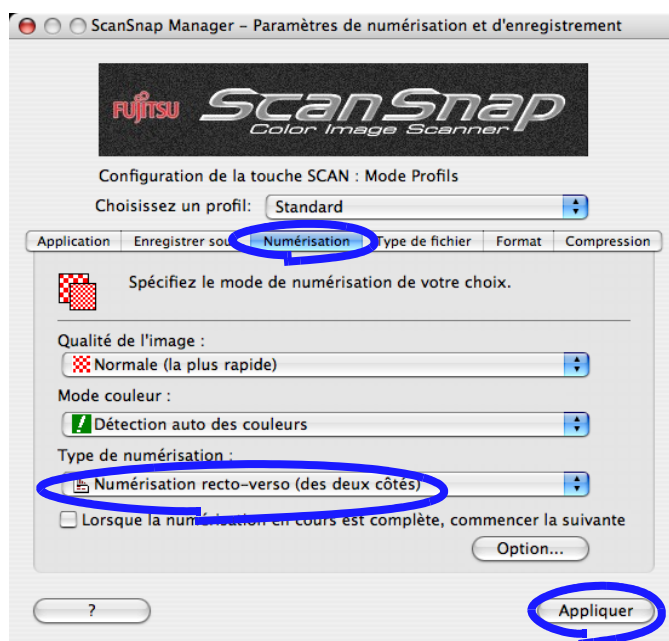 ScanSnap Manager – Paramètres de numérisation et d'enregistrement
FUJITSU ScanSnap
Color Image Scanner
Configuration de la touche SCAN : Mode Profils
Choisissez un profil: Standard
Application Enregistrer sou Numérisation Type de fichier Format Compression
Spécifiez le mode de numérisation de votre choix.
Qualité de l'image :
Normale (la plus rapide)
Mode couleur :
Détection auto des couleurs
Type de numérisation :
Numérisation recto-verso (des deux côtés)
Lorsque la numérisation en cours est complète, commencer la suivante
Option...
? Appliquer